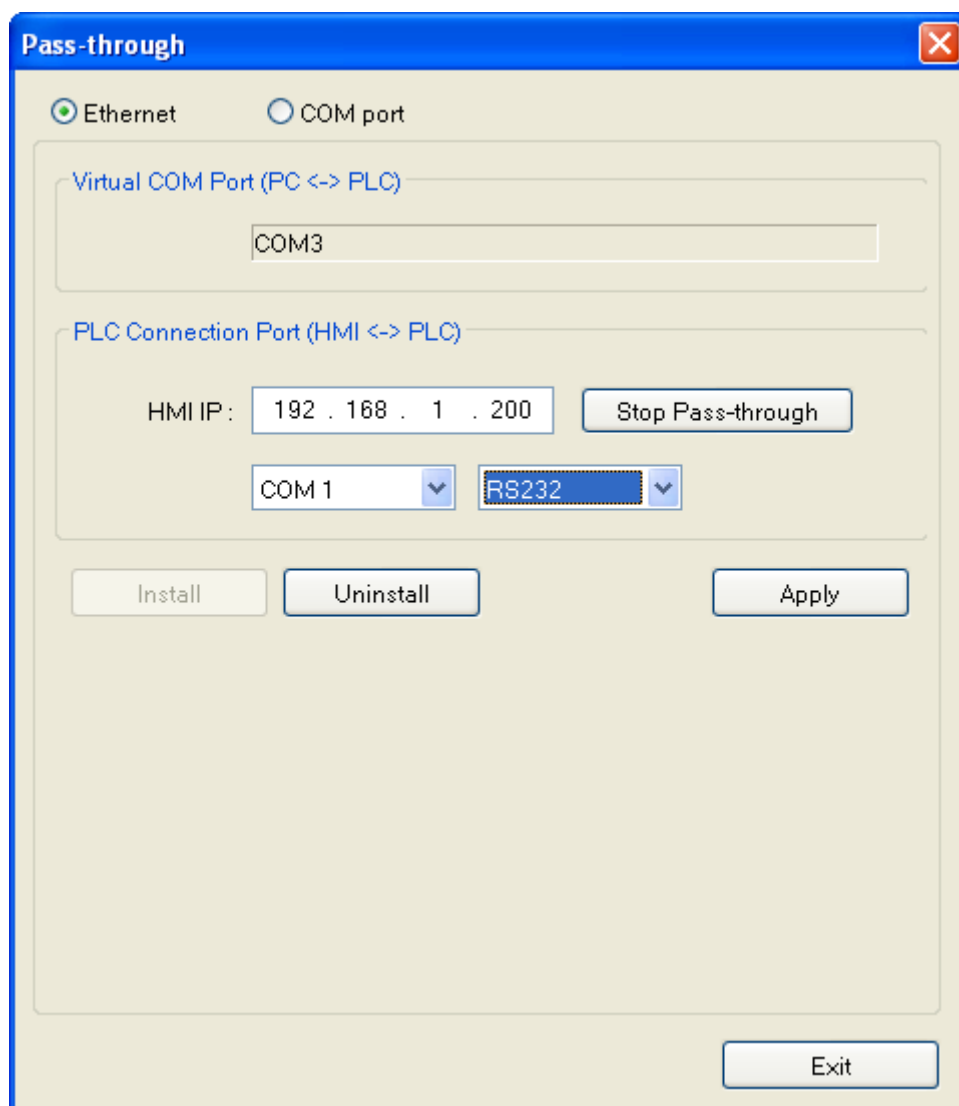 Pass-through
Ethernet COM port
Virtual COM Port (PC <-> PLC)
COM3
PLC Connection Port (HMI <-> PLC)
HMI IP : 192 . 168 . 1 . 200 Stop Pass-through
COM 1 RS232
Install Uninstall Apply
Exit